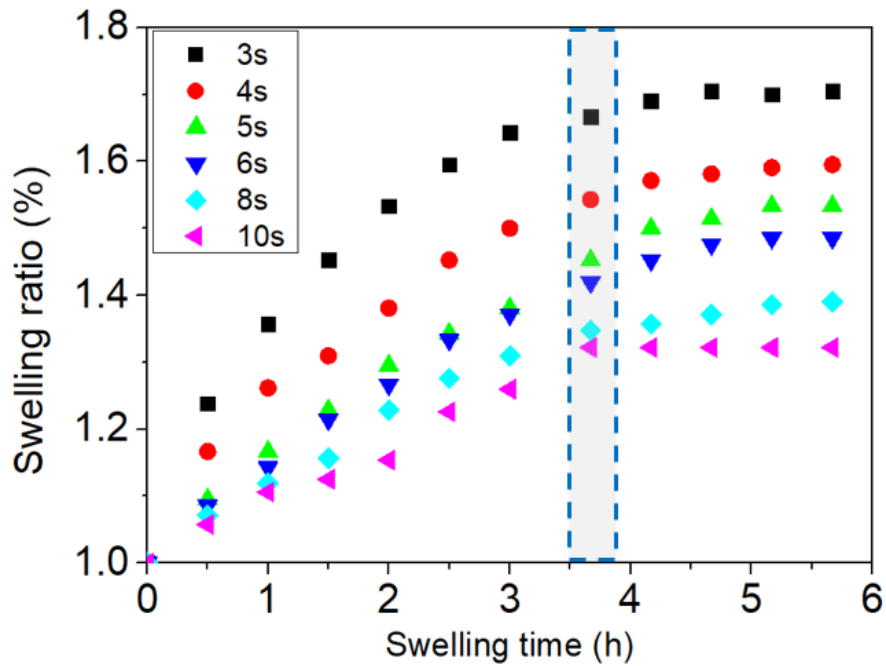 1.8
1.6
1.4
1.2
1.0
Swelling ratio (%)
3s
4s
5s
6s
8s
10s
0 1 2 3 4 5 6
Swelling time (h)